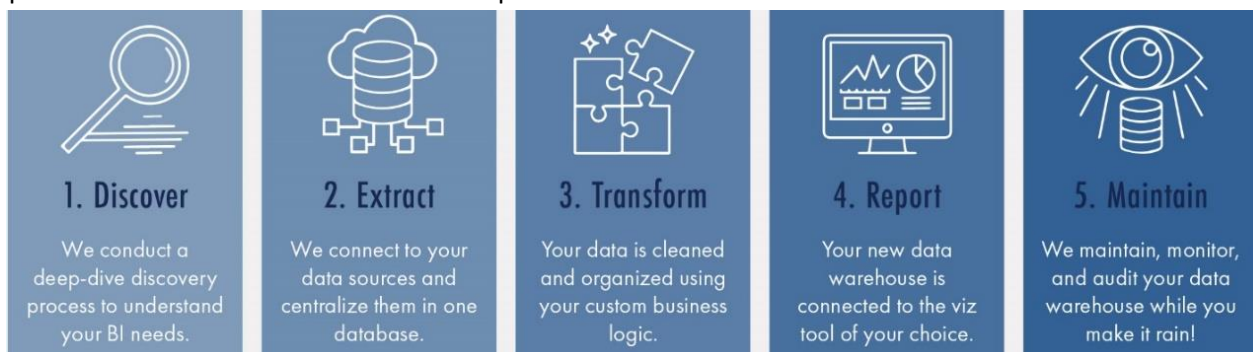 1. Discover
We conduct a
deep-dive discovery
process to understand
your BI needs.
2. Extract
We connect to your
data sources and
centralize them in one
database.
3. Transform
Your data is cleaned
and organized using
your custom business
logic.
4. Report
Your new data
warehouse is
connected to the viz
tool of your choice.
5. Maintain
We maintain, monitor,
and audit your data
warehouse while you
make it rain!